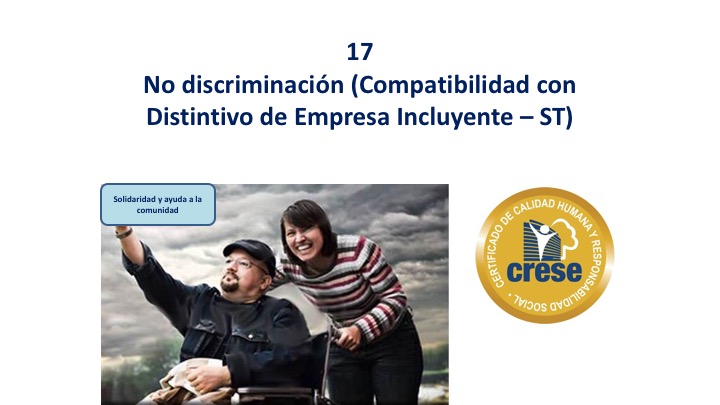 17
No discriminación (Compatibilidad con
Distintivo de Empresa Incluyente – ST)
Solidaridad y ayuda a la
comunidad
CERTIFICADO DE CALIDAD HUMANA Y RESPONSABILIDAD SOCIAL
crese